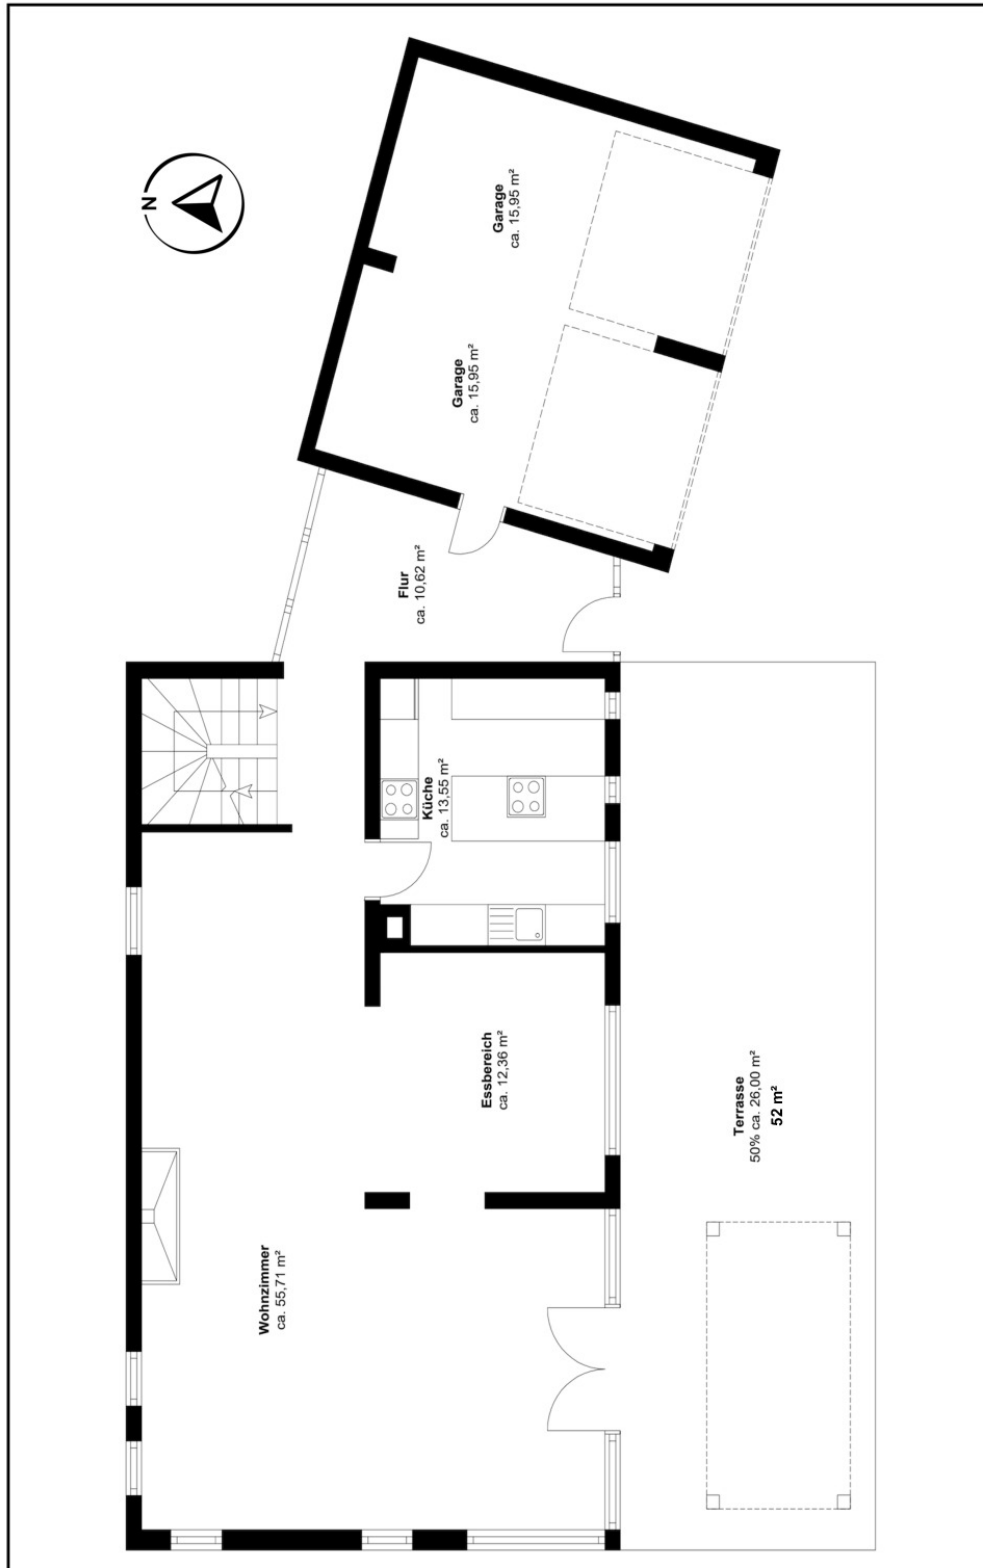 N
Garage
ca. 15,95 m²
Garage
ca. 15,95 m²
Flur
ca. 10,62 m²
Küche
ca. 13,55 m²
Essbereich
ca. 12,36 m²
Terrasse
50% ca. 26,00 m²
52 m²
Wohnzimmer
ca. 55,71 m²